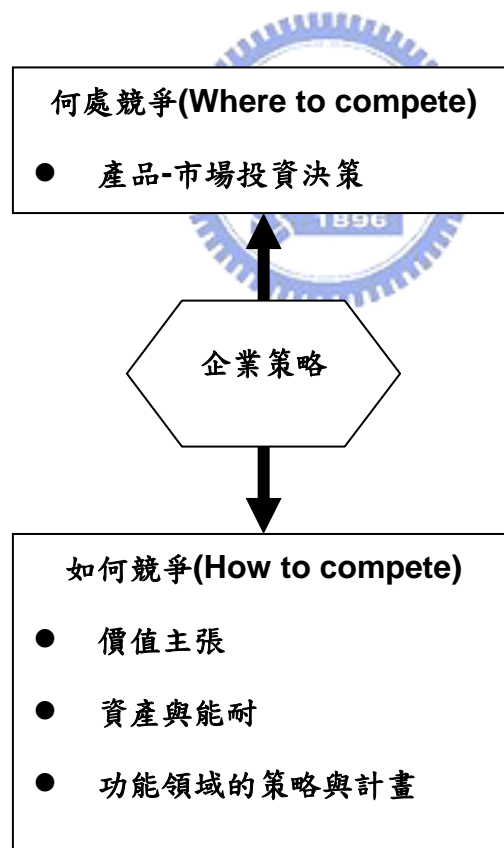 何處競爭(Where to compete)
● 產品-市場投資決策
1896
企業策略
如何競爭(How to compete)
● 價值主張
● 資產與能耐
● 功能領域的策略與計畫